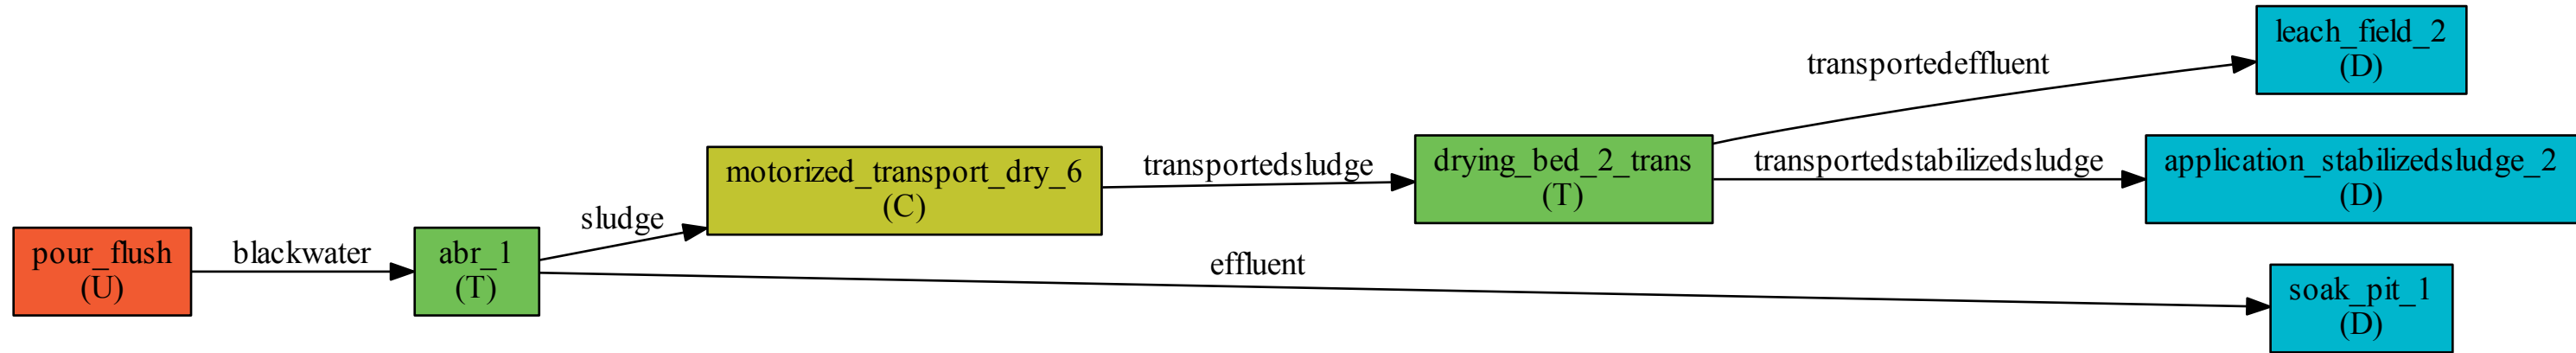 pour_flush
(U)
blackwater
abr_1
(T)
sludge
motorized_transport_dry_6
(C)
transportedsludge
drying_bed_2_trans
(T)
transportedeffluent
leach_field_2
(D)
transportedstabilizedsludge
application_stabilizedsludge_2
(D)
effluent
soak_pit_1
(D)